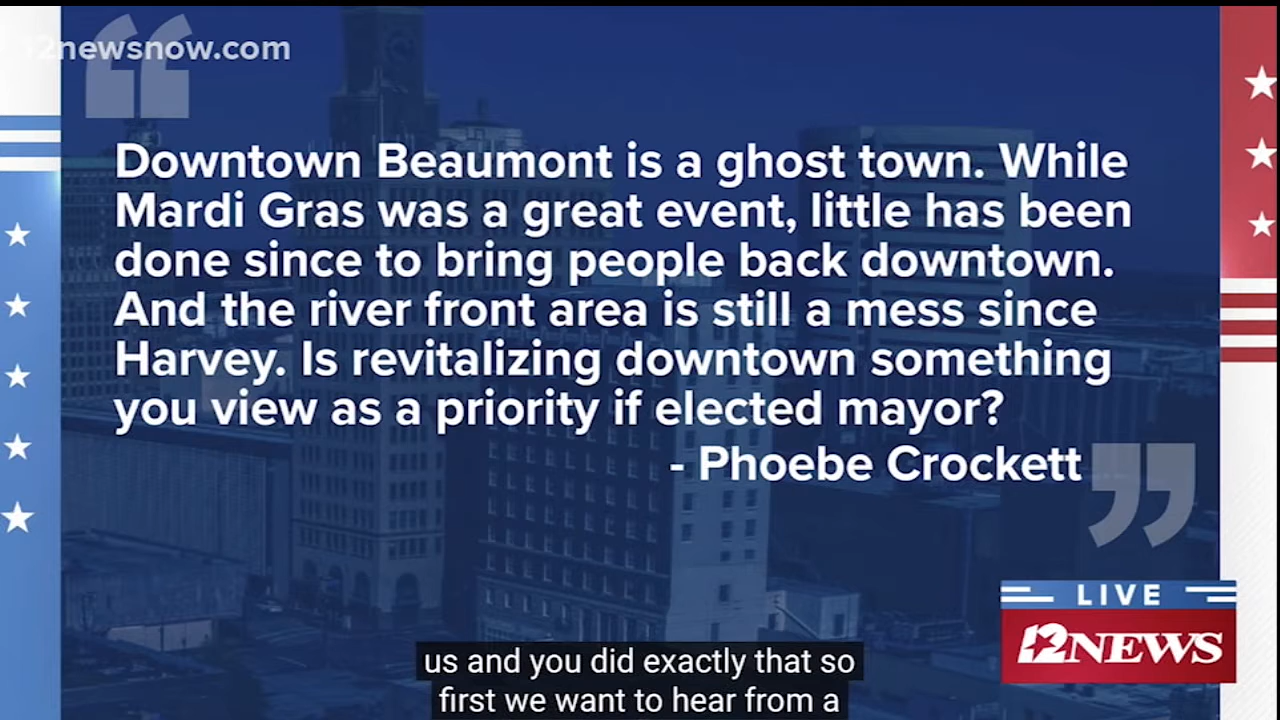 12newsnow.com
“
Downtown Beaumont is a ghost town. While
Mardi Gras was a great event, little has been
done since to bring people back downtown.
And the river front area is still a mess since
Harvey. Is revitalizing downtown something
you view as a priority if elected mayor?
- Phoebe Crockett
”
LIVE
12NEWS
us and you did exactly that so
first we want to hear from a